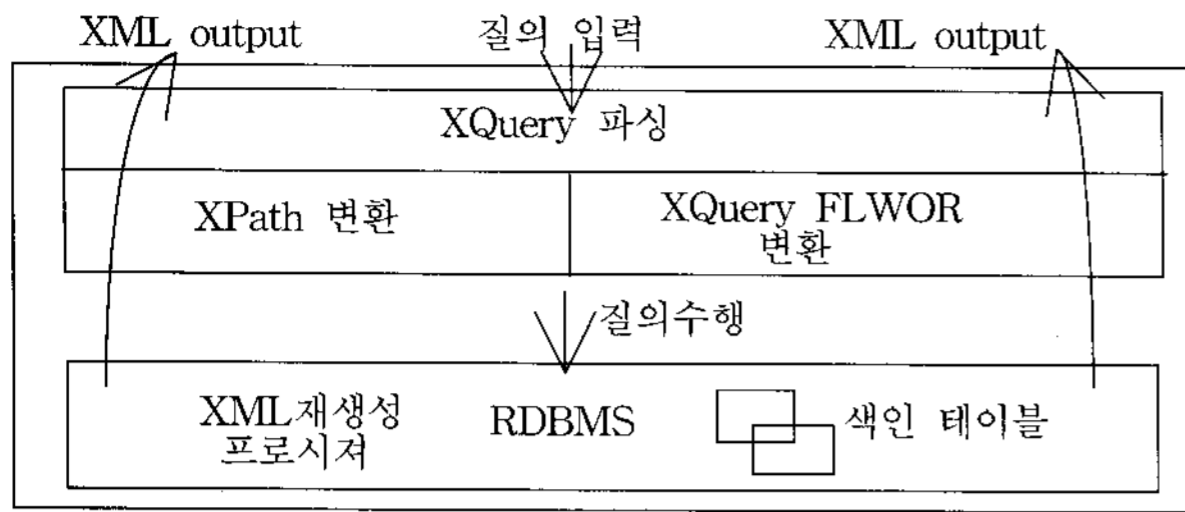 XML output
질의 입력
XML output
XQuery 파싱
XPath 변환
XQuery FLWOR
변환
질의수행
XML재생성
프로시져
RDBMS
색인 테이블